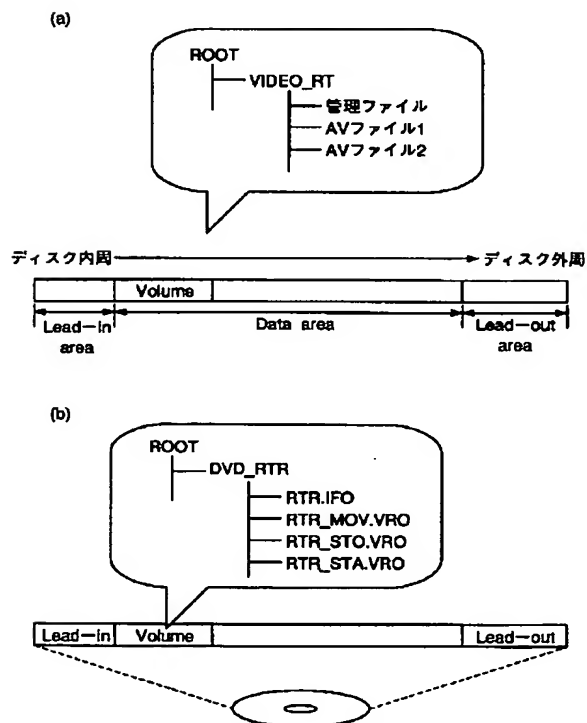 (a)
ROOT
VIDEO_RT
管理ファイル
AVファイル1
AVファイル2
ディスク内周
ディスク外周
Volume
Lead-in area
Data area
Lead-out area
(b)
ROOT
DVD_RTR
RTR.IFO
RTR_MOV.VRO
RTR_STO.VRO
RTR_STA.VRO
Lead-in
Volume
Lead-out